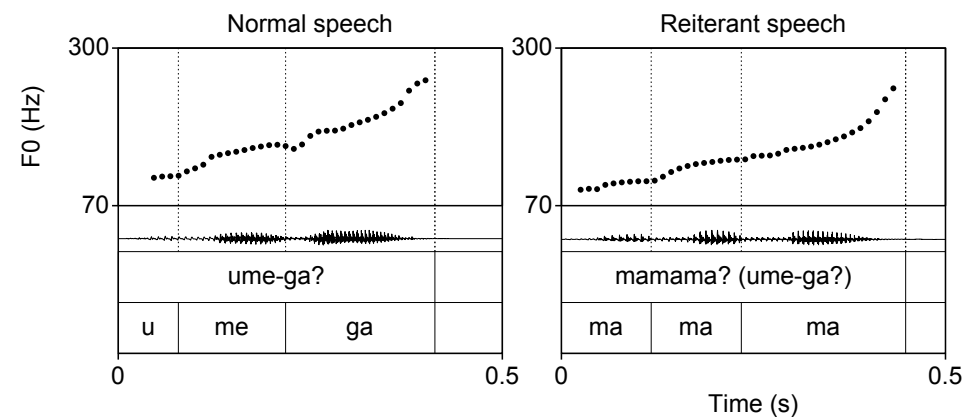 Normal speech
Reiterant speech
300
300
F0 (Hz)
70
70
ume-ga?
mamama? (ume-ga?)
u me ga
ma ma ma
0 0.5
0 0.5
Time (s)